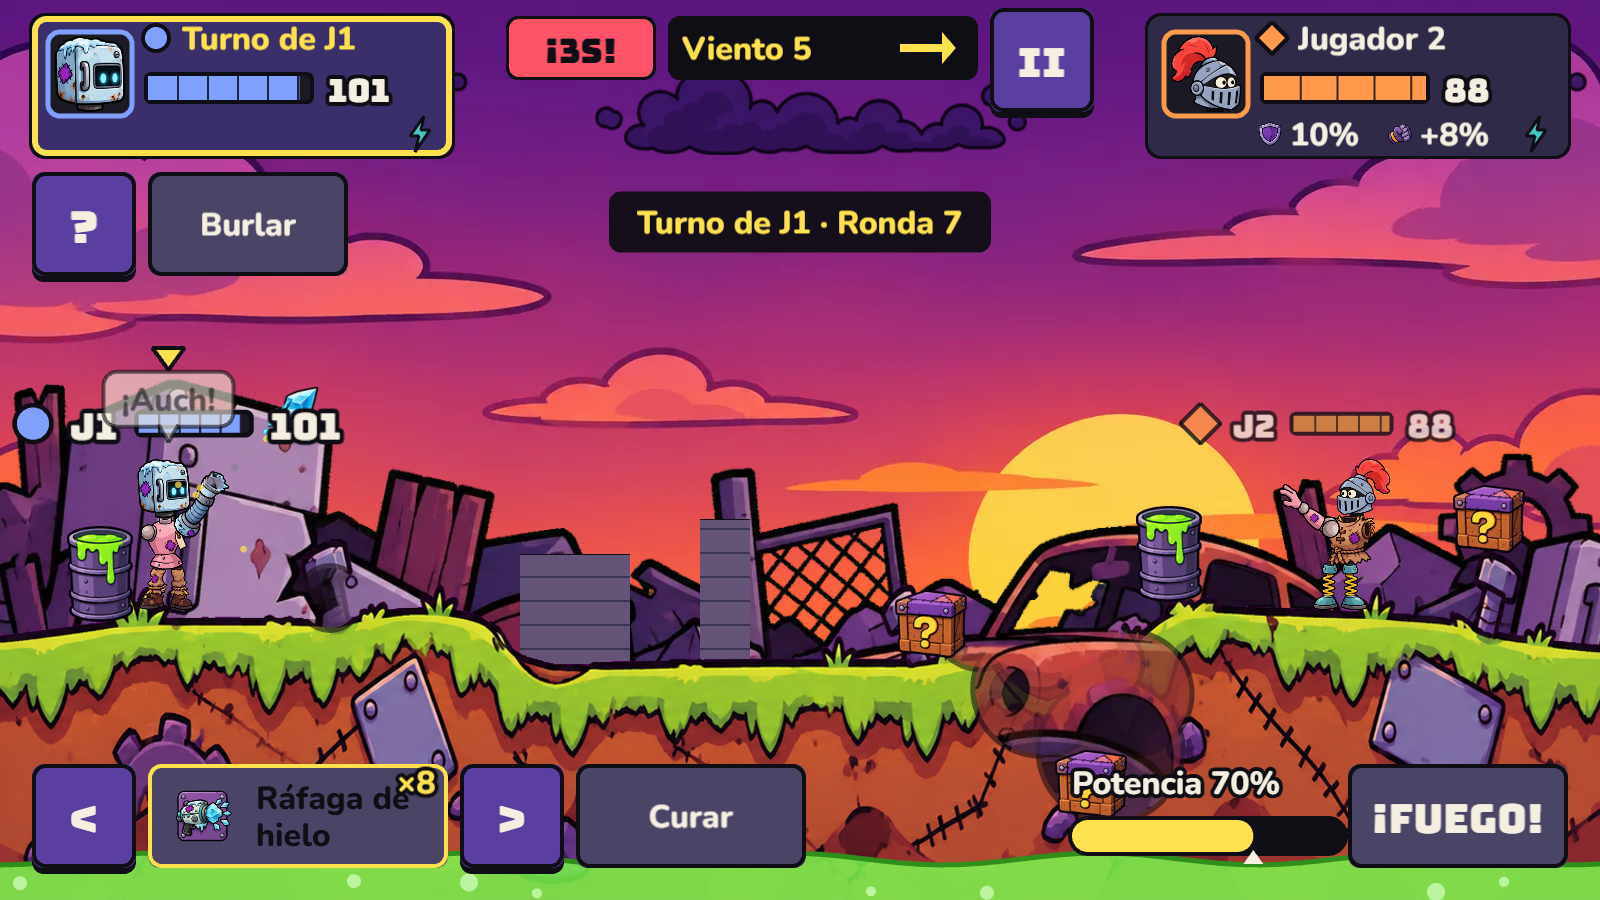 Turno de J1
101
¡3S!
Viento 5
II
Jugador 2
88
10%
+8%
?
Burlar
Turno de J1 · Ronda 7
¡Auch!
J1
101
J2
88
?
?
<
Ráfaga de
hielo
×8
>
Curar
Potencia 70%
¡FUEGO!